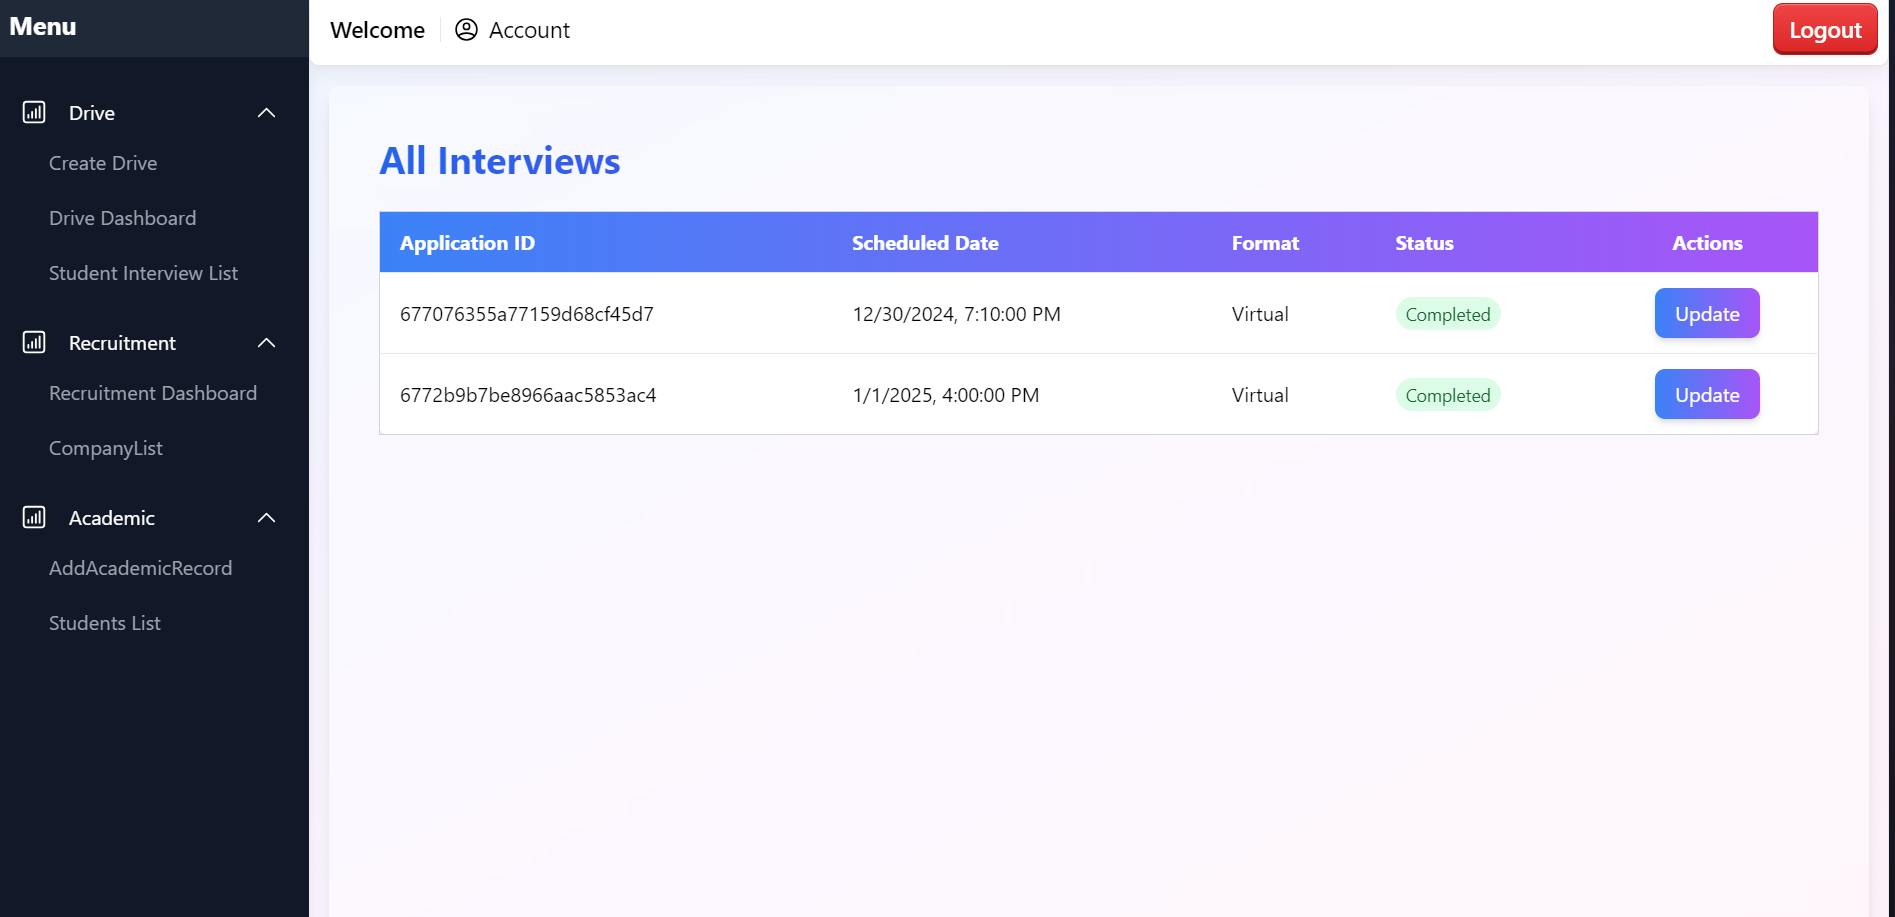 Menu
Drive
Create Drive
Drive Dashboard
Student Interview List
Recruitment
Recruitment Dashboard
CompanyList
Academic
AddAcademicRecord
Students List
Welcome Account Logout
All Interviews
Application ID Scheduled Date Format Status Actions
677076355a77159d68cf45d7 12/30/2024, 7:10:00 PM Virtual Completed Update
6772b9b7be8966aac5853ac4 1/1/2025, 4:00:00 PM Virtual Completed Update